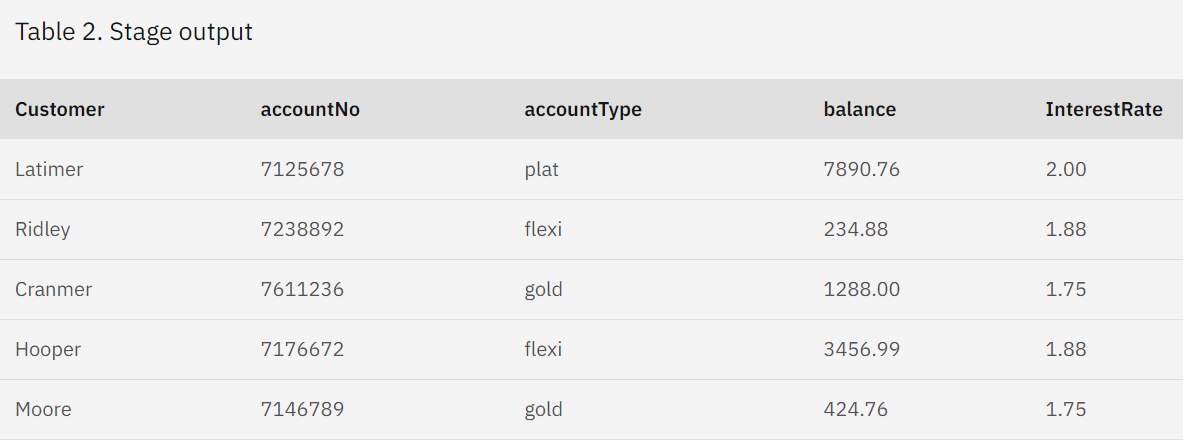 Table 2. Stage output
Customer accountNo accountType balance InterestRate
Latimer 7125678 plat 7890.76 2.00
Ridley 7238892 flexi 234.88 1.88
Cranmer 7611236 gold 1288.00 1.75
Hooper 7176672 flexi 3456.99 1.88
Moore 7146789 gold 424.76 1.75